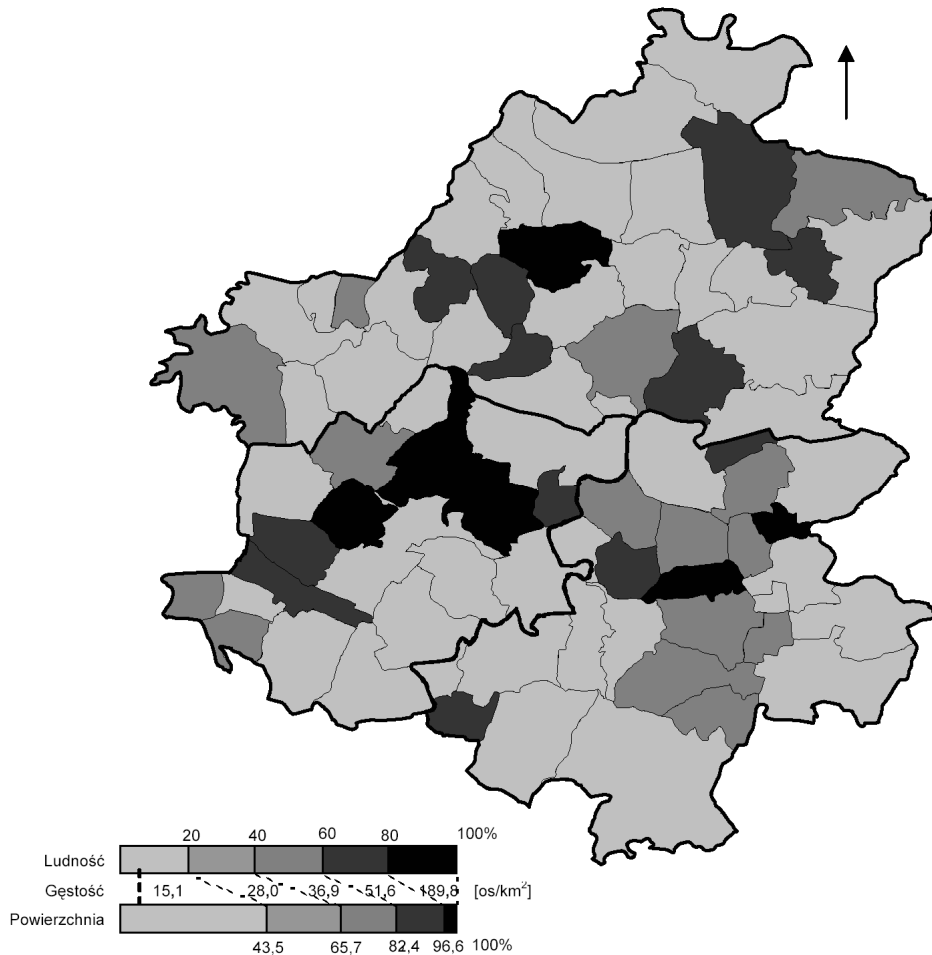 20 40 60 80 100%
Ludność
Gęstość 15,1 28,0 36,9 51,6 189,8 [os/km²]
Powierzchnia
43,5 65,7 82,4 96,6 100%